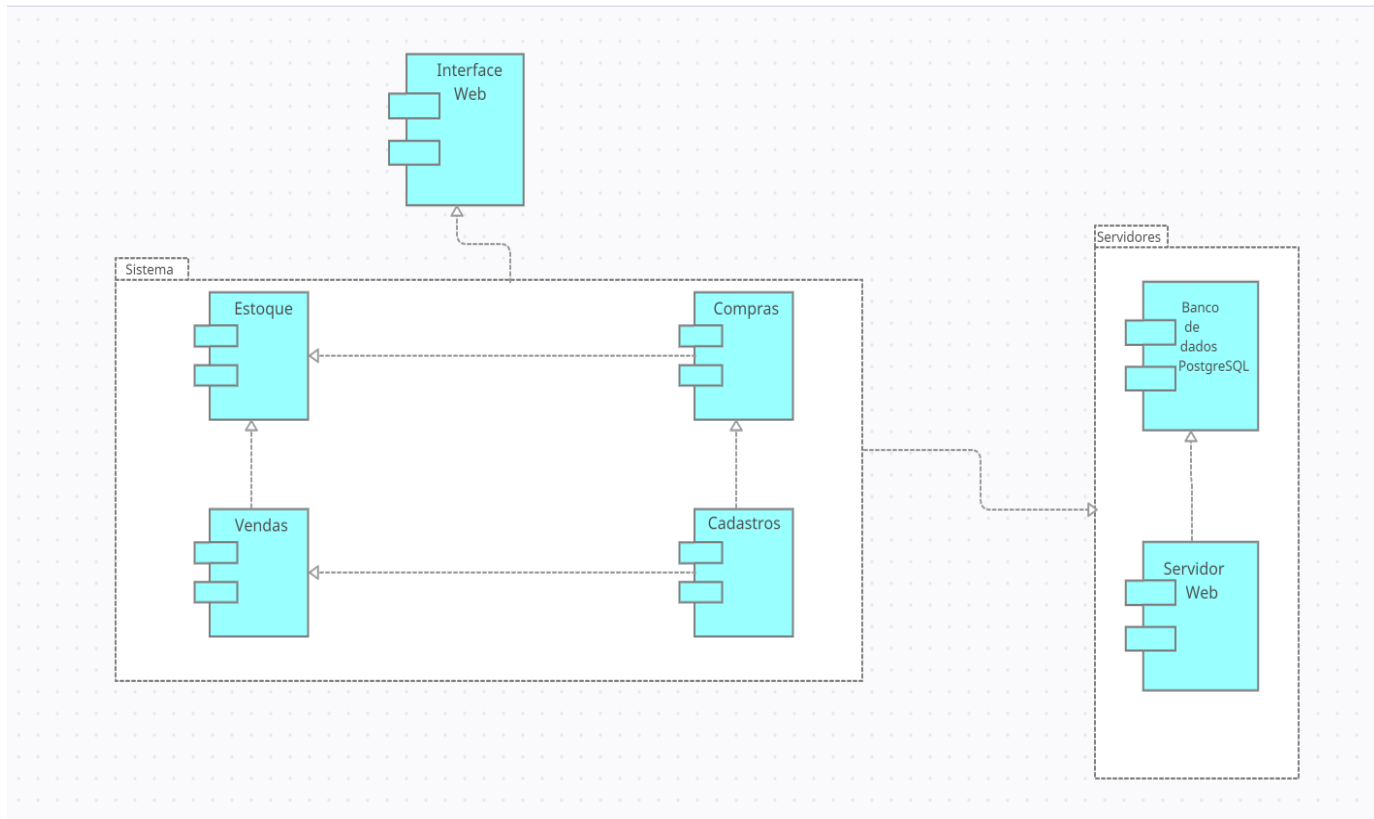 Interface
Web
Servidores
Sistema
Estoque
Compras
Banco
de
dados
PostgreSQL
Vendas
Cadastros
Servidor
Web